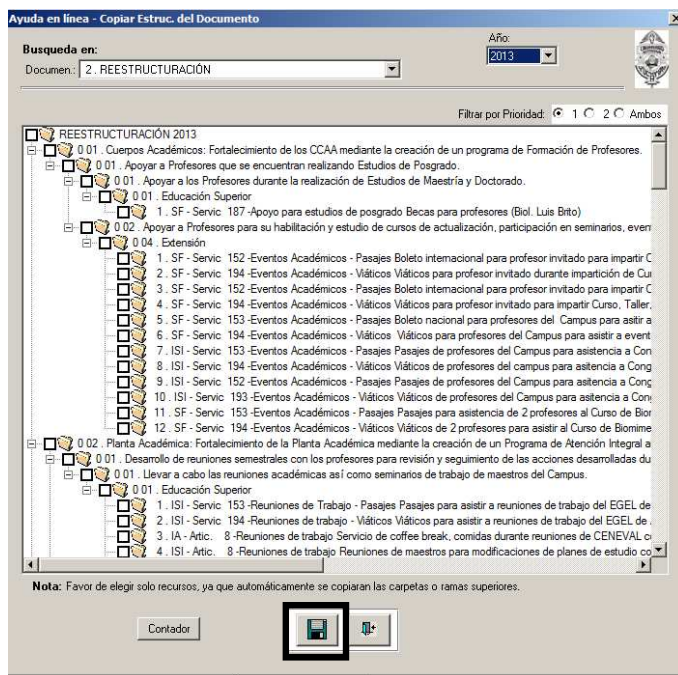 Ayuda en línea - Copiar Estruc. del Documento
Año:
Busqueda en:
2013
Documen.: 2 . REESTRUCTURACIÓN
Filtrar por Prioridad: 1 2 Ambos
REESTRUCTURACIÓN 2013
0 01 . Cuerpos Académicos: Fortalecimiento de los CCAA mediante la creación de un programa de Formación de Profesores.
0 01 . Apoyar a Profesores que se encuentran realizando Estudios de Posgrado.
0 01 . Apoyar a los Profesores durante la realización de Estudios de Maestría y Doctorado.
0 01 . Educación Superior
1 . SF - Servic 187 -Apoyo para estudios de posgrado Becas para profesores (Biol. Luis Brito)
0 02 . Apoyar a Profesores para su habilitación y estudio de cursos de actualización, participación en seminarios, even
0 04 . Extensión
1 . SF - Servic 152 -Eventos Académicos - Pasajes Boleto internacional para profesor invitado para impartir C
2 . SF - Servic 194 -Eventos Académicos - Viáticos Viáticos para profesor invitado durante impartición de Cu
3 . SF - Servic 152 -Eventos Académicos - Pasajes Boleto internacional para profesor invitado para impartir C
4 . SF - Servic 194 -Eventos Académicos - Viáticos Viáticos para profesor invitado para impartir Curso, Taller,
5 . SF - Servic 153 -Eventos Académicos - Pasajes Boleto nacional para profesores del Campus para asitir a
6 . SF - Servic 194 -Eventos Académicos - Viáticos Viáticos para profesores del Campus para asistir a event
7 . ISI - Servic 153 -Eventos Académicos - Pasajes Pasajes de profesores del Campus para asistencia a Con
8 . ISI - Servic 194 -Eventos Académicos - Viáticos Viáticos de profesores del campus para asitencia a Cong
9 . ISI - Servic 152 -Eventos Académicos - Pasajes Pasajes de profesores del Campus para asitencia a Cong
10 . ISI - Servic 193 -Eventos Académicos - Viáticos Viáticos de profesores del Campus para asistencia a Con
11 . SF - Servic 153 -Eventos Académicos - Pasajes Pasajes para asistencia de 2 profesores al Curso de Bior
12 . SF - Servic 194 -Eventos Académicos - Viáticos Viáticos de 2 profesores para asistir al Curso de Biomime
0 02 . Planta Académica: Fortalecimiento de la Planta Académica mediante la creación de un Programa de Atención Integral a
0 01 . Desarrollo de reuniones semestrales con los profesores para revisión y seguimiento de las acciones desarrolladas du
0 01 . Llevar a cabo las reuniones académicas así como seminarios de trabajo de maestros del Campus.
0 01 . Educación Superior
1 . ISI - Servic 153 -Reuniones de Trabajo - Pasajes Pasajes para asistir a reuniones de trabajo del EGEL de
2 . ISI - Servic 194 -Reuniones de trabajo - Viáticos Viáticos para asistir a reuniones de trabajo del EGEL de
3 . IA - Artic. 8 -Reuniones de trabajo Servicio de coffee break, comidas durante reuniones de CENEVAL c
4 . ISI - Artic. 8 -Reuniones de trabajo Reuniones de maestros para modificaciones de planes de estudio co
Nota: Favor de elegir solo recursos, ya que automáticamente se copiaran las carpetas o ramas superiores.
Contador